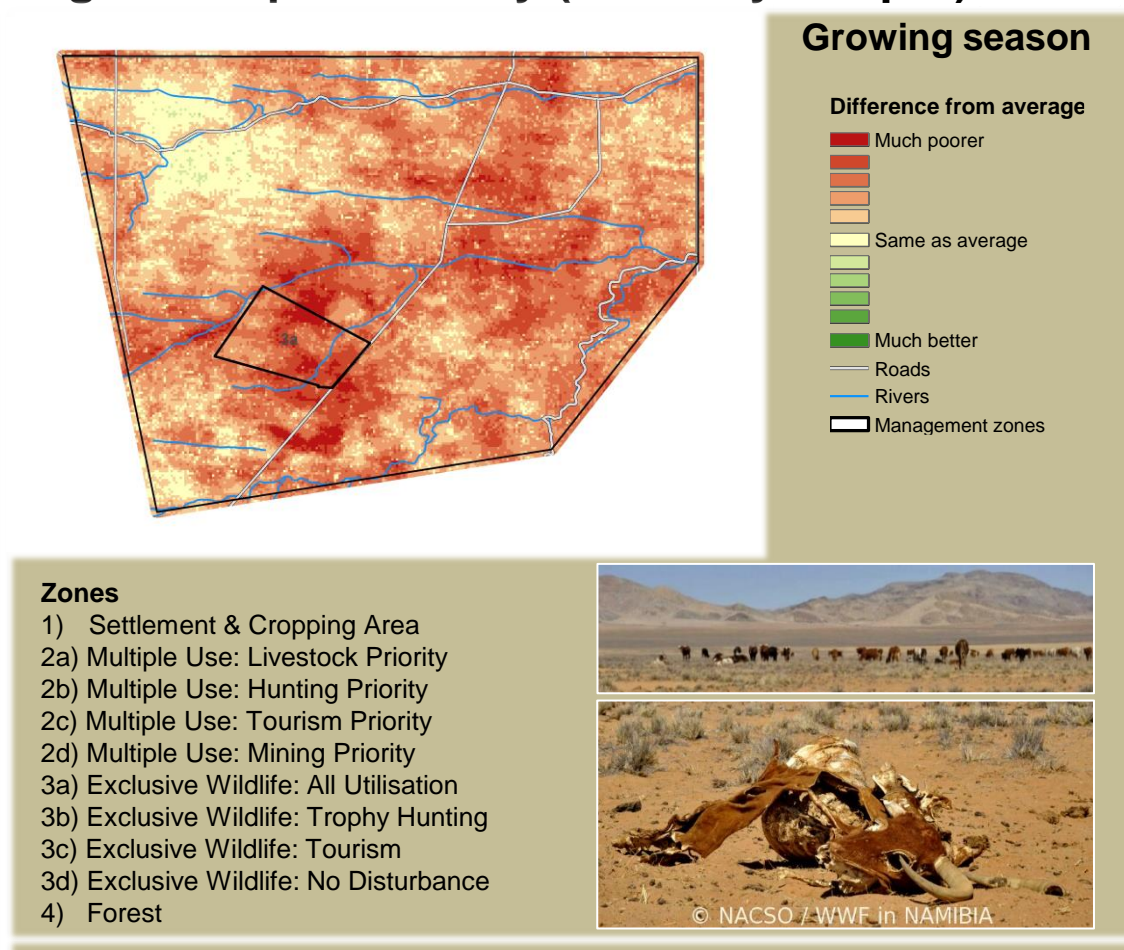 Growing season
Difference from average
Much poorer
Same as average
Much better
Roads
Rivers
Management zones
3a
Zones
1) Settlement & Cropping Area
2a) Multiple Use: Livestock Priority
2b) Multiple Use: Hunting Priority
2c) Multiple Use: Tourism Priority
2d) Multiple Use: Mining Priority
3a) Exclusive Wildlife: All Utilisation
3b) Exclusive Wildlife: Trophy Hunting
3c) Exclusive Wildlife: Tourism
3d) Exclusive Wildlife: No Disturbance
4) Forest
© NACSO / WWF in NAMIBIA